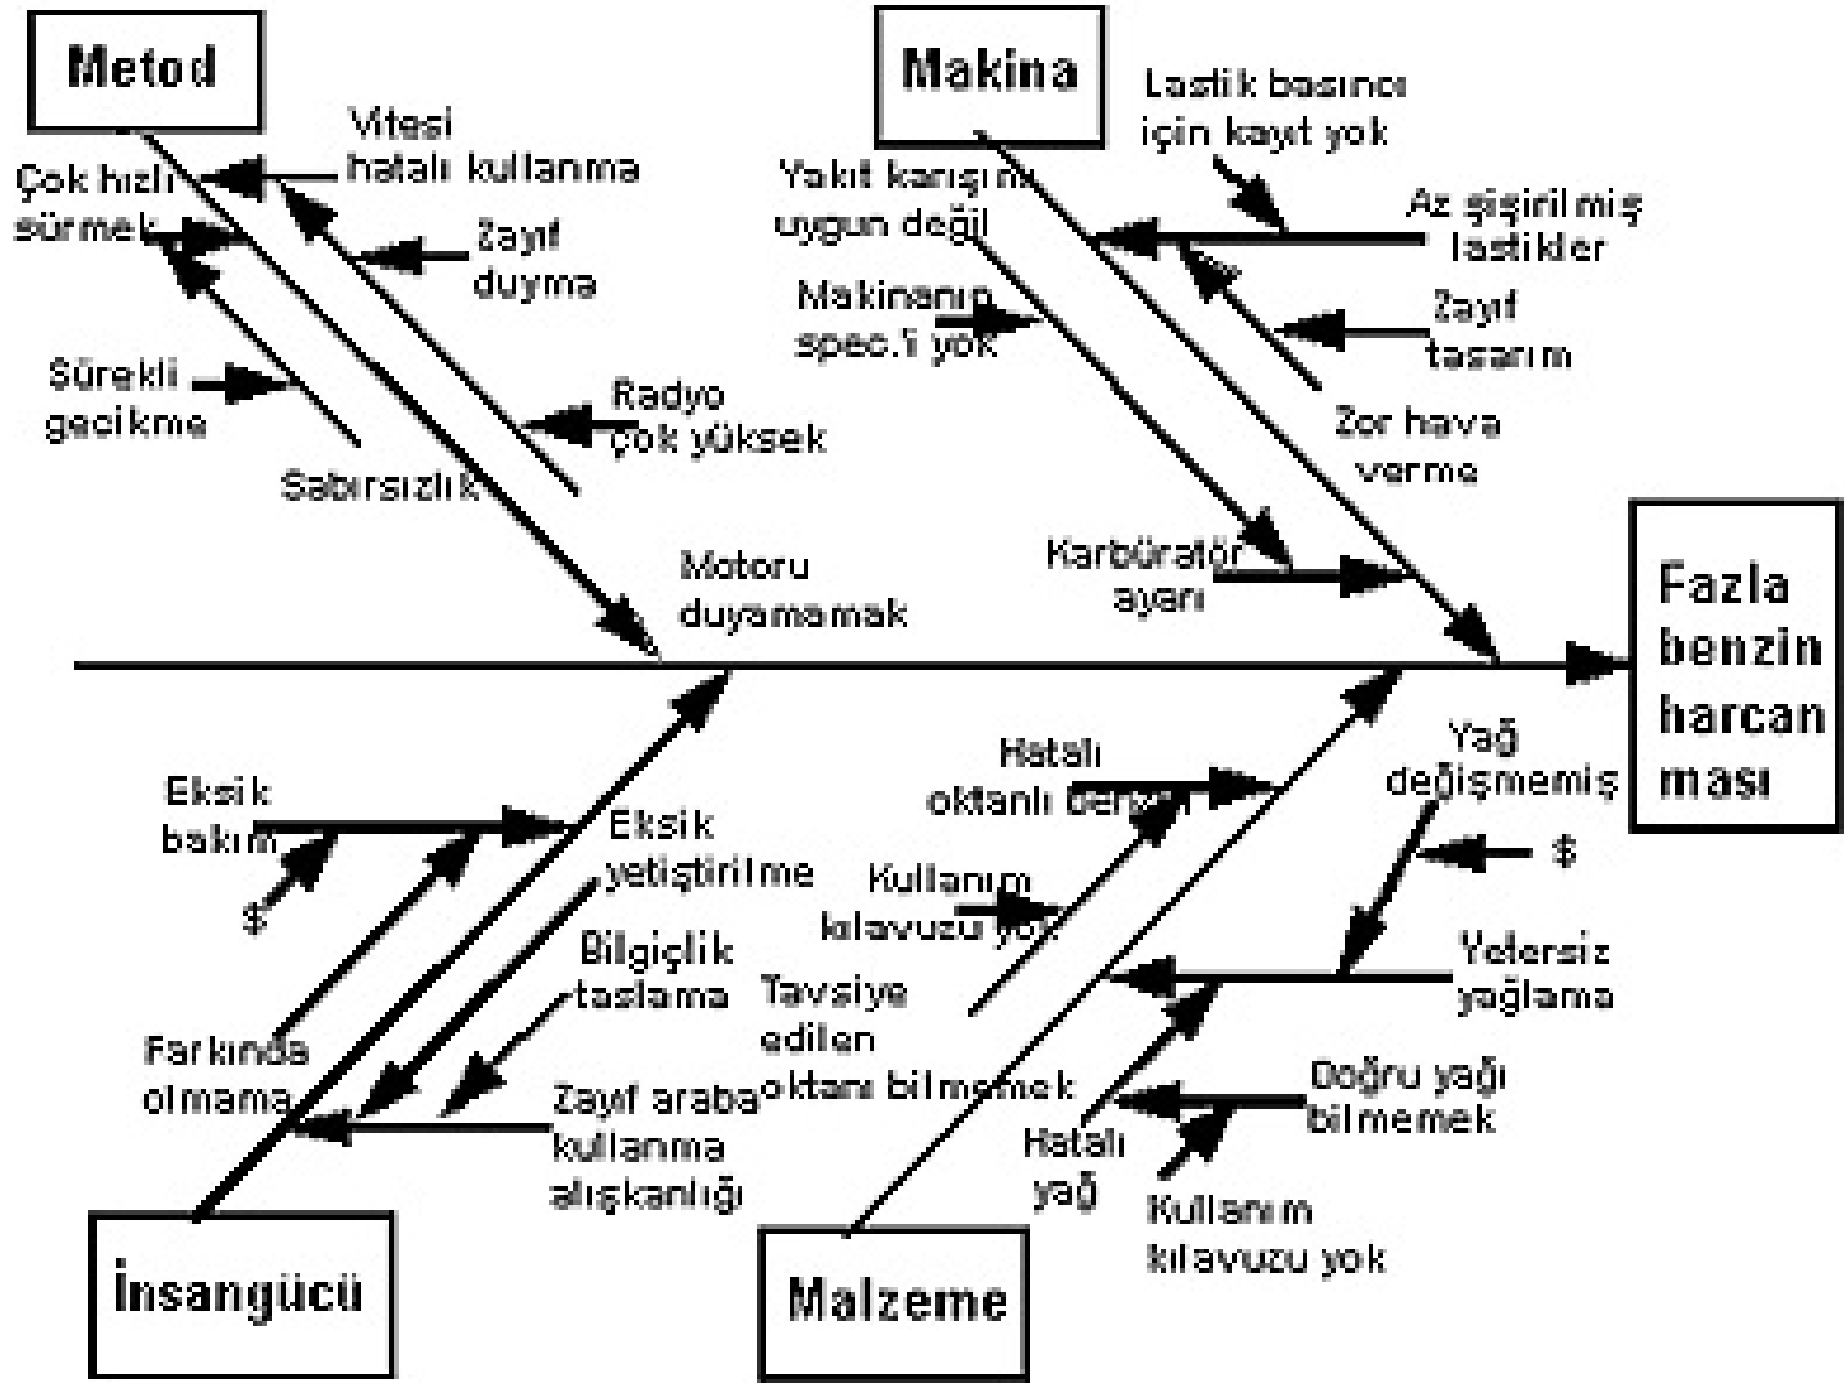 Metod
Vitesi
hatalı kullanma
Çok hızlı
sürmek
Zayıf
duyma
Sürekli
gecikme
Radyo
çok yüksek
Sabırsızlık
Motoru
duyamamak
Makina
Lastik basıncı
için kayıt yok
Yakıt karışımı
uygun değil
Az şişirilmiş
lastikler
Makinanın
spec.i yok
Zayıf
tasarım
Zor hava
verme
Karbüratör
ayarı
Fazla
benzin
harcan
ması
Eksik
bakım
$
Eksik
yetiştirilme
Bilgiçlik
taslama
Farkında
olmama
Zayıf araba
kullanma
alışkanlığı
İnsangücü
Hatalı
oktanlı benzin
Yağ
değişmemiş
$
Kullanım
kılavuzu yok
Tavsiye
edilen
oktanı bilmemek
Yetersiz
yağlama
Doğru yağı
bilmemek
Hatalı
yağ
Kullanım
kılavuzu yok
Malzeme